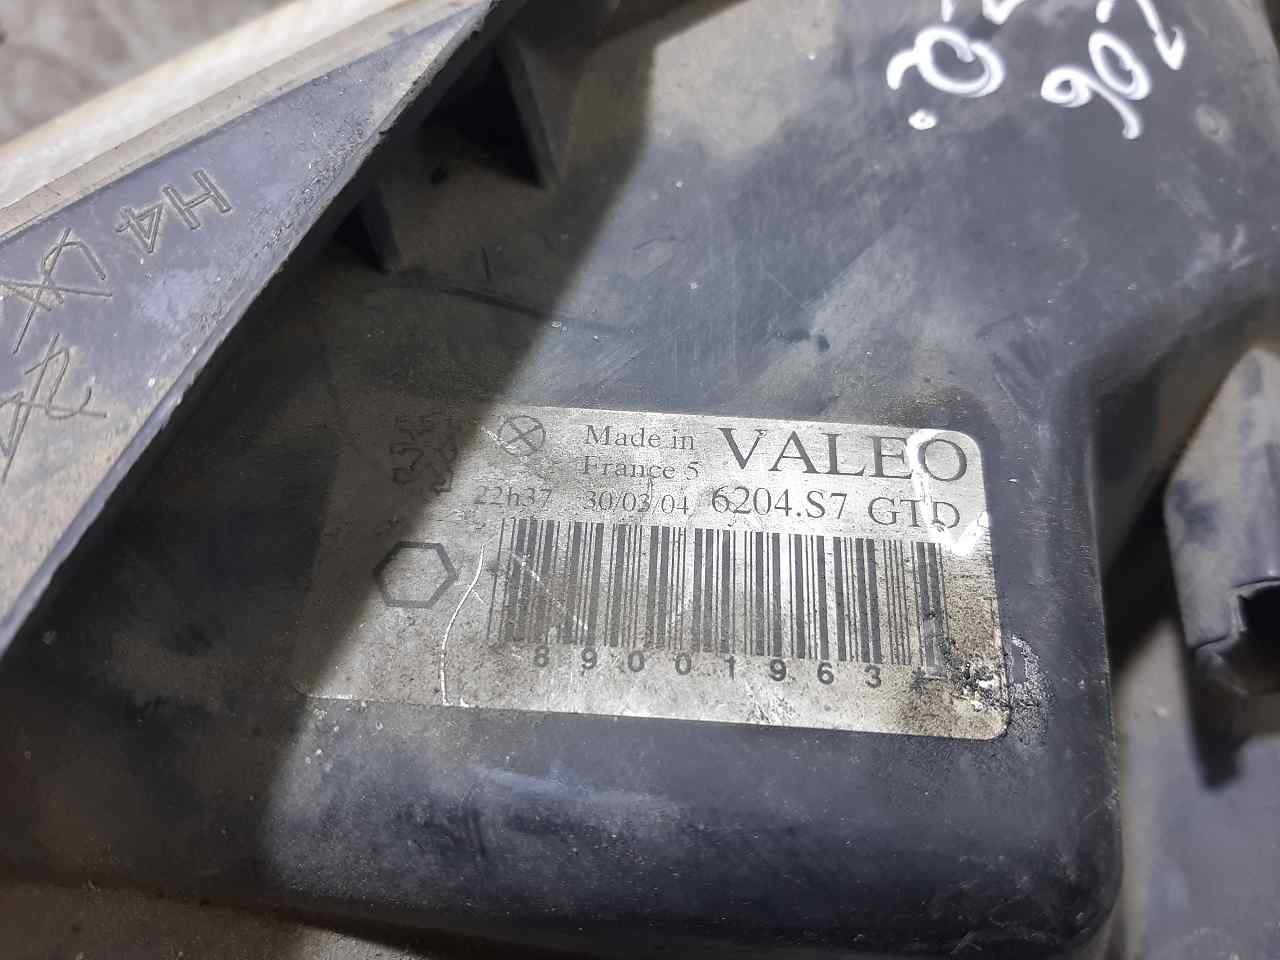 H4
Made in VALEO
France 5
22h37 30/03/04 6204.S7 GTD
89001963